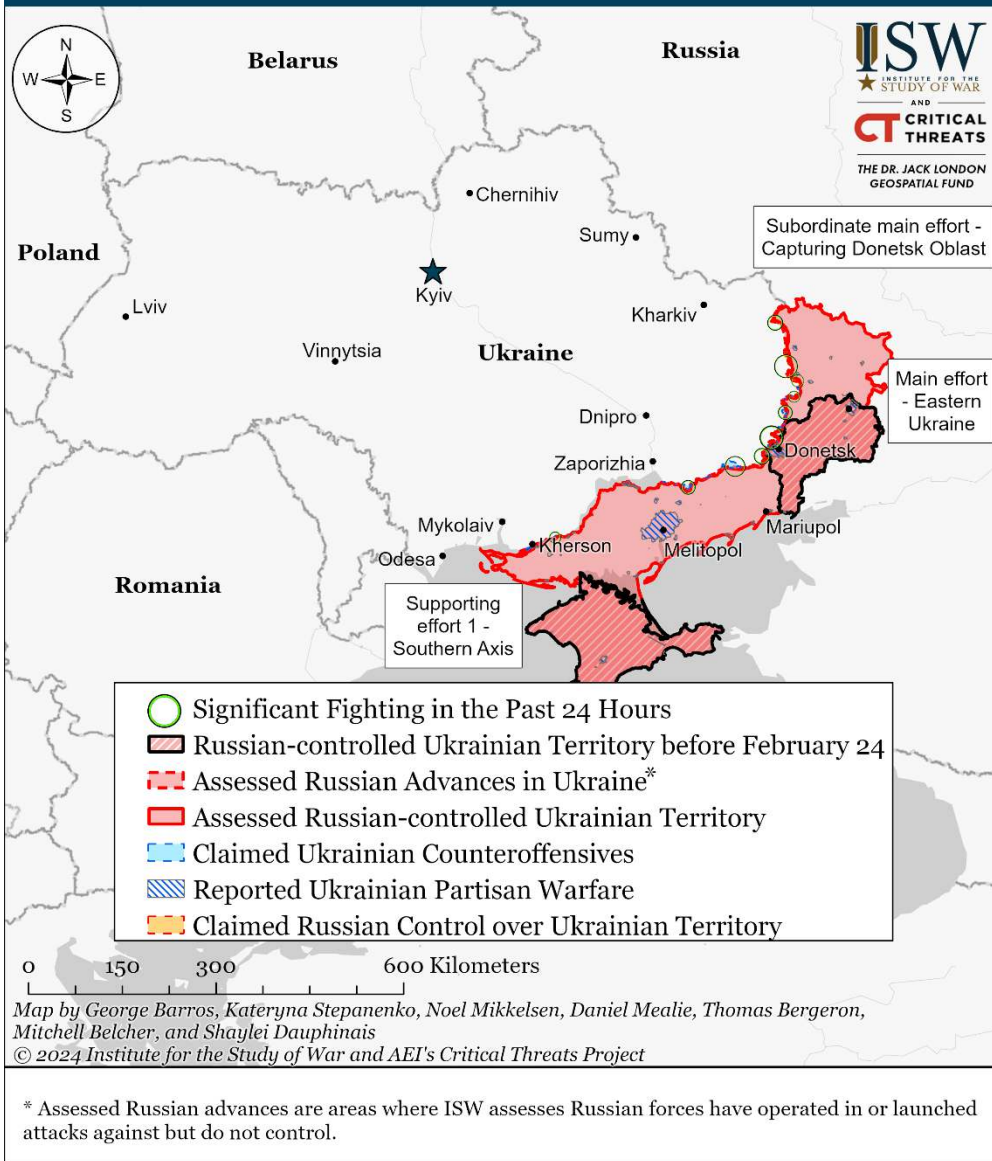 N
W E
S
Belarus
Russia
ISW
INSTITUTE FOR THE
STUDY OF WAR
AND
CT CRITICAL
THREATS
THE DR. JACK LONDON
GEOSPATIAL FUND
Chernihiv
Sumy
Subordinate main effort -
Capturing Donetsk Oblast
Poland
Kyiv
Lviv
Kharkiv
Vinnytsia
Ukraine
Main effort
- Eastern
Ukraine
Dnipro
Donetsk
Zaporizhia
Mariupol
Mykolaiv
Kherson
Melitopol
Odesa
Romania
Supporting
effort 1 -
Southern Axis
Significant Fighting in the Past 24 Hours
Russian-controlled Ukrainian Territory before February 24
Assessed Russian Advances in Ukraine*
Assessed Russian-controlled Ukrainian Territory
Claimed Ukrainian Counteroffensives
Reported Ukrainian Partisan Warfare
Claimed Russian Control over Ukrainian Territory
0 150 300 600 Kilometers
Map by George Barros, Kateryna Stepanenko, Noel Mikkelsen, Daniel Mealie, Thomas Bergeron,
Mitchell Belcher, and Shaylei Dauphinais
© 2024 Institute for the Study of War and AEI's Critical Threats Project
* Assessed Russian advances are areas where ISW assesses Russian forces have operated in or launched
attacks against but do not control.